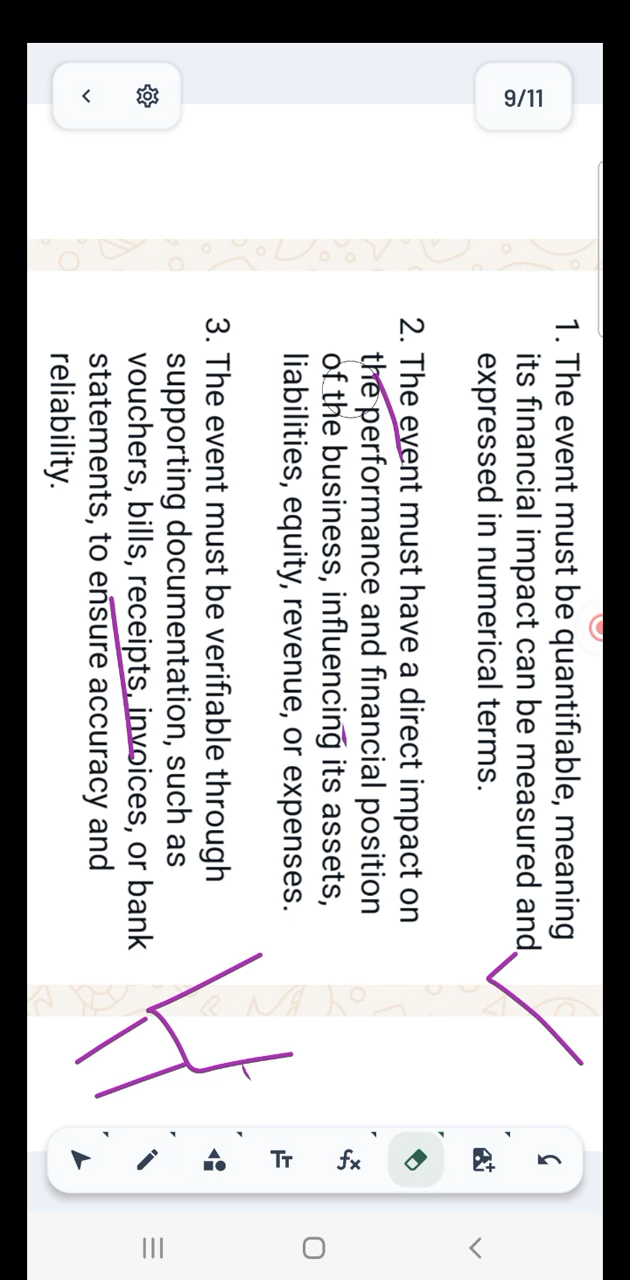 9/11
1. The event must be quantifiable, meaning
its financial impact can be measured and
expressed in numerical terms.
2. The event must have a direct impact on
the performance and financial position
of the business, influencing its assets,
liabilities, equity, revenue, or expenses.
3. The event must be verifiable through
supporting documentation, such as
vouchers, bills, receipts, invoices, or bank
statements, to ensure accuracy and
reliability.
Tт fx